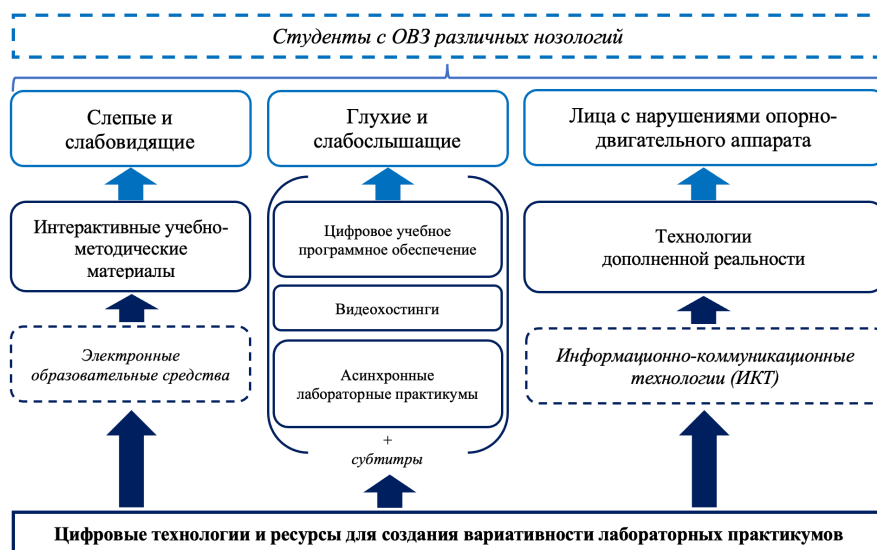 Студенты с ОВЗ различных нозологий
Слепые и
слабовидящие
Глухие и
слабослышащие
Лица с нарушениями опорно-
двигательного аппарата
Интерактивные учебно-
методические
материалы
Цифровое учебное
программное обеспечение
Видеохостинги
Асинхронные
лабораторные практикумы
+
субтитры
Технологии
дополненной реальности
Электронные
образовательные средства
Информационно-коммуникационные
технологии (ИКТ)
Цифровые технологии и ресурсы для создания вариативности лабораторных практикумов